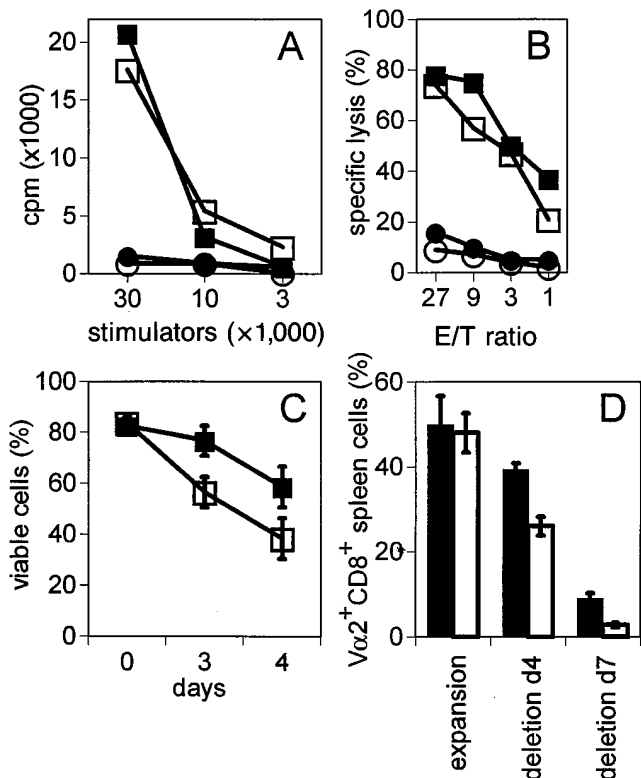 A
cpm (x1000)
20
15
10
5
0
30 10 3
stimulators (×1,000)
B
specific lysis (%)
100
80
60
40
20
0
27 9 3 1
E/T ratio
C
viable cells (%)
100
80
60
40
20
0
0 3 4
days
D
Vα2+CD8+ spleen cells (%)
60
40
20
0
expansion
deletion d4
deletion d7